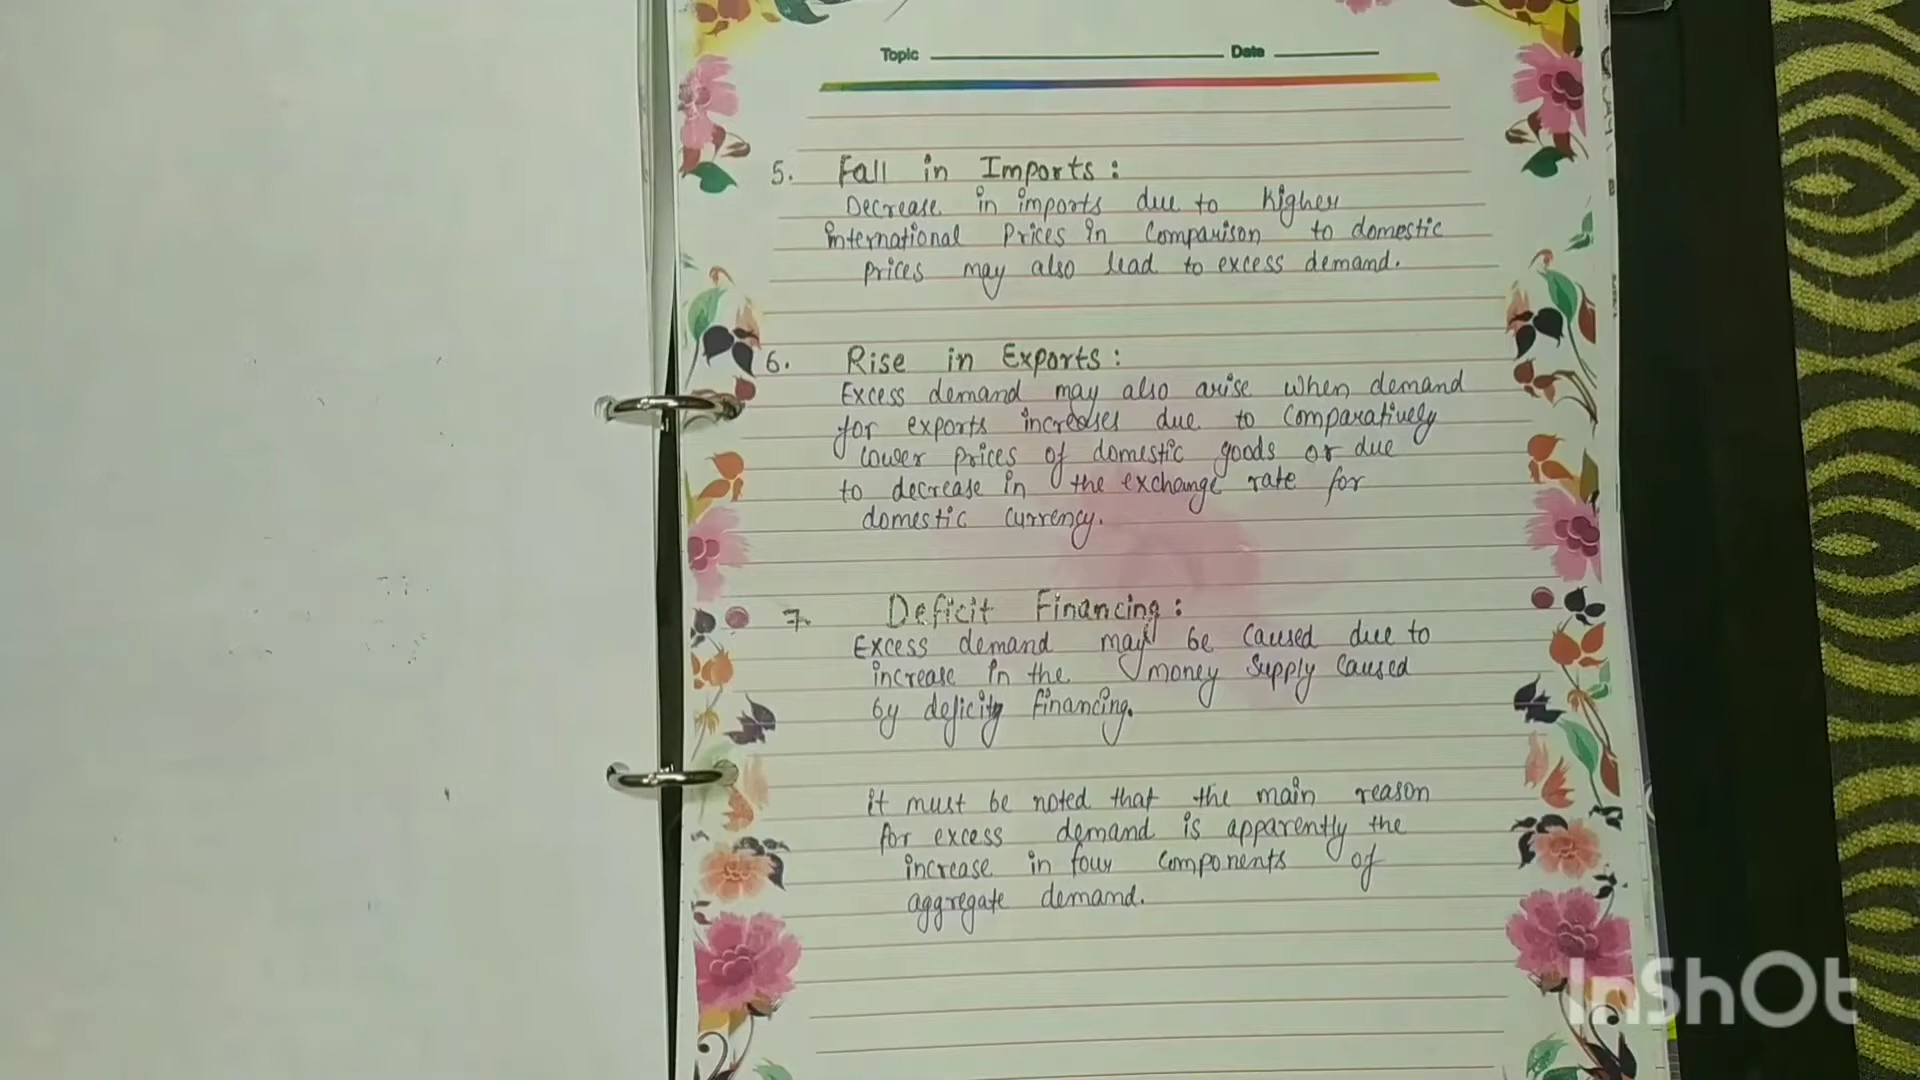 Topic Date
5. Fall in Imports:
Decrease in imports due to higher
international Prices in Comparison to domestic
prices may also lead to excess demand.
6. Rise in Exports:
Excess demand may also arise when demand
for exports increases due to Comparatively
lower prices of domestic goods or due
to decrease in the exchange rate for
domestic currency.
7. Deficit Financing:
Excess demand may be Caused due to
increase in the money Supply Caused
by deficity financing.
it must be noted that the main reason
for excess demand is apparently the
increase in four Components of
aggregate demand.
InShOt